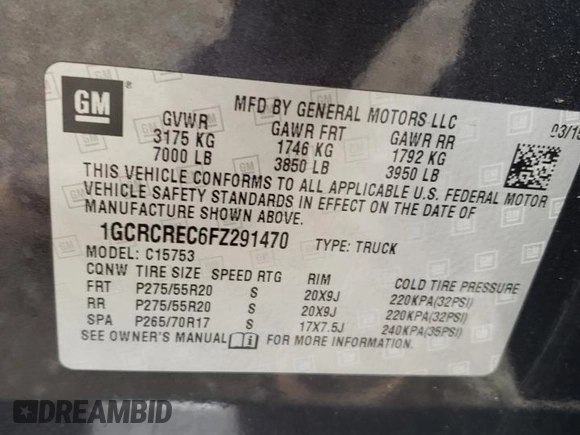 GM
MFD BY GENERAL MOTORS LLC
03/15
GVWR GAWR FRT GAWR RR
3175 KG 1746 KG 1792 KG
7000 LB 3850 LB 3950 LB
THIS VEHICLE CONFORMS TO ALL APPLICABLE U.S. FEDERAL MOTOR
VEHICLE SAFETY STANDARDS IN EFFECT ON THE DATE OF
MANUFACTURE SHOWN ABOVE.
1GCRCREC6FZ291470 TYPE: TRUCK
MODEL: C15753
CQNW TIRE SIZE SPEED RTG RIM COLD TIRE PRESSURE
FRT P275/55R20 S 20X9J 220KPA(32PSI)
RR P275/55R20 S 20X9J 220KPA(32PSI)
SPA P265/70R17 S 17X7.5J 240KPA(35PSI)
SEE OWNER'S MANUAL i FOR MORE INFORMATION.
DREAMBID